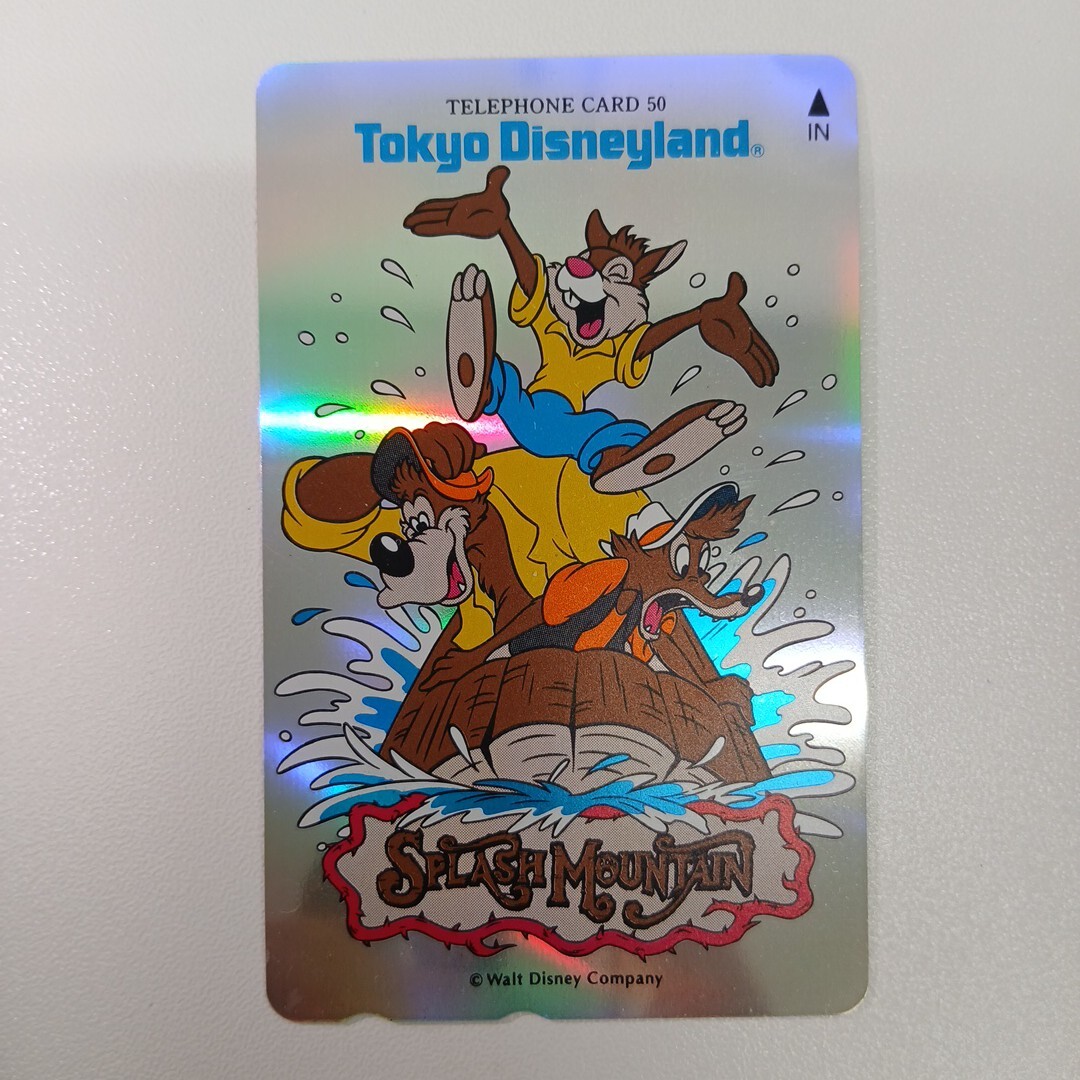 TELEPHONE CARD 50
Tokyo Disneyland®
▲
IN
SPLASH MOUNTAIN
© Walt Disney Company